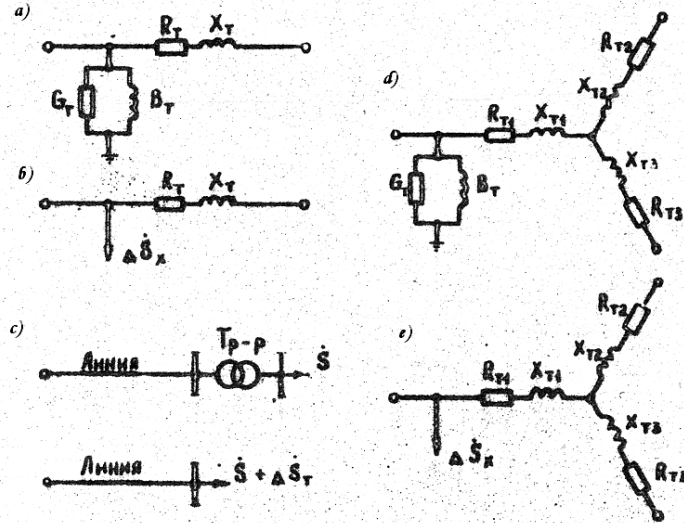 а)
R_T X_T
G_T B_T
б)
R_T X_T
ΔṠ_x
с)
Линия Тр-р Ṡ
Линия Ṡ + ΔṠ_T
d)
R_T1 X_T1
X_T2 R_T2
X_T3 R_T3
G_T B_T
е)
R_T1 X_T1
X_T2 R_T2
X_T3
ΔṠ_x